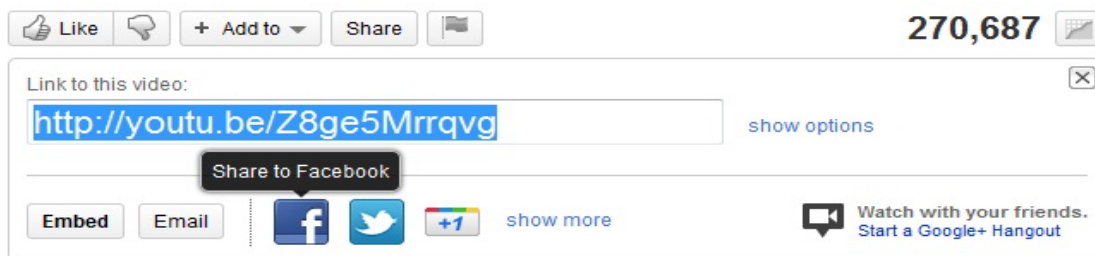 Like + Add to Share 270,687
Link to this video:
http://youtu.be/Z8ge5Mrrqvg show options
Share to Facebook
Embed Email f +1 show more Watch with your friends.
Start a Google+ Hangout